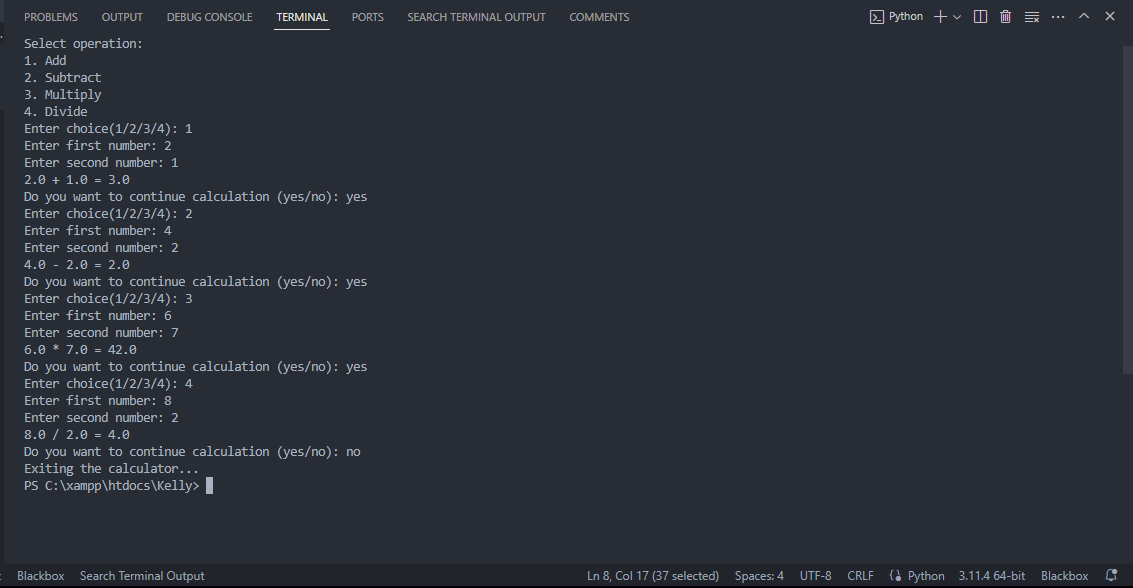 PROBLEMS OUTPUT DEBUG CONSOLE TERMINAL PORTS SEARCH TERMINAL OUTPUT COMMENTS Python
Select operation:
1. Add
2. Subtract
3. Multiply
4. Divide
Enter choice(1/2/3/4): 1
Enter first number: 2
Enter second number: 1
2.0 + 1.0 = 3.0
Do you want to continue calculation (yes/no): yes
Enter choice(1/2/3/4): 2
Enter first number: 4
Enter second number: 2
4.0 - 2.0 = 2.0
Do you want to continue calculation (yes/no): yes
Enter choice(1/2/3/4): 3
Enter first number: 6
Enter second number: 7
6.0 * 7.0 = 42.0
Do you want to continue calculation (yes/no): yes
Enter choice(1/2/3/4): 4
Enter first number: 8
Enter second number: 2
8.0 / 2.0 = 4.0
Do you want to continue calculation (yes/no): no
Exiting the calculator...
PS C:\xampp\htdocs\Kelly>
Blackbox Search Terminal Output Ln 8, Col 17 (37 selected) Spaces: 4 UTF-8 CRLF Python 3.11.4 64-bit Blackbox